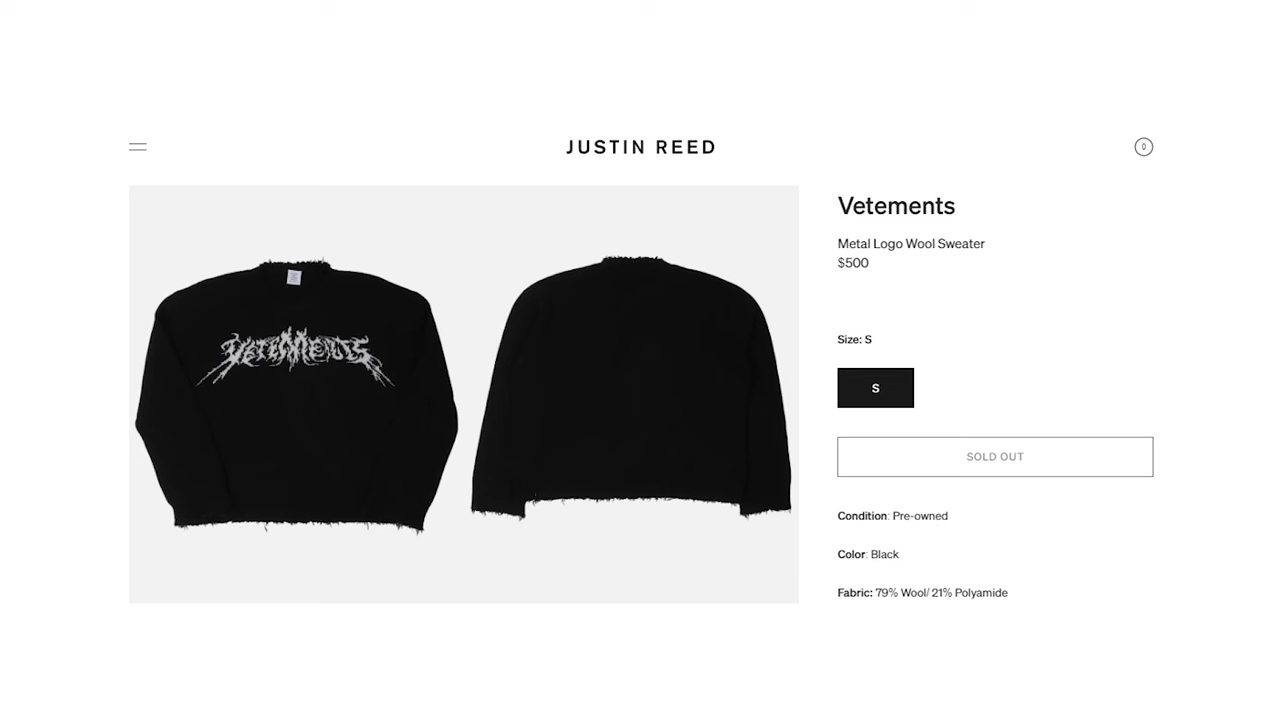 JUSTIN REED
0
Vetements
Metal Logo Wool Sweater
$500
VETEMENTS
Size: S
S
SOLD OUT
Condition: Pre-owned
Color: Black
Fabric: 79% Wool/ 21% Polyamide